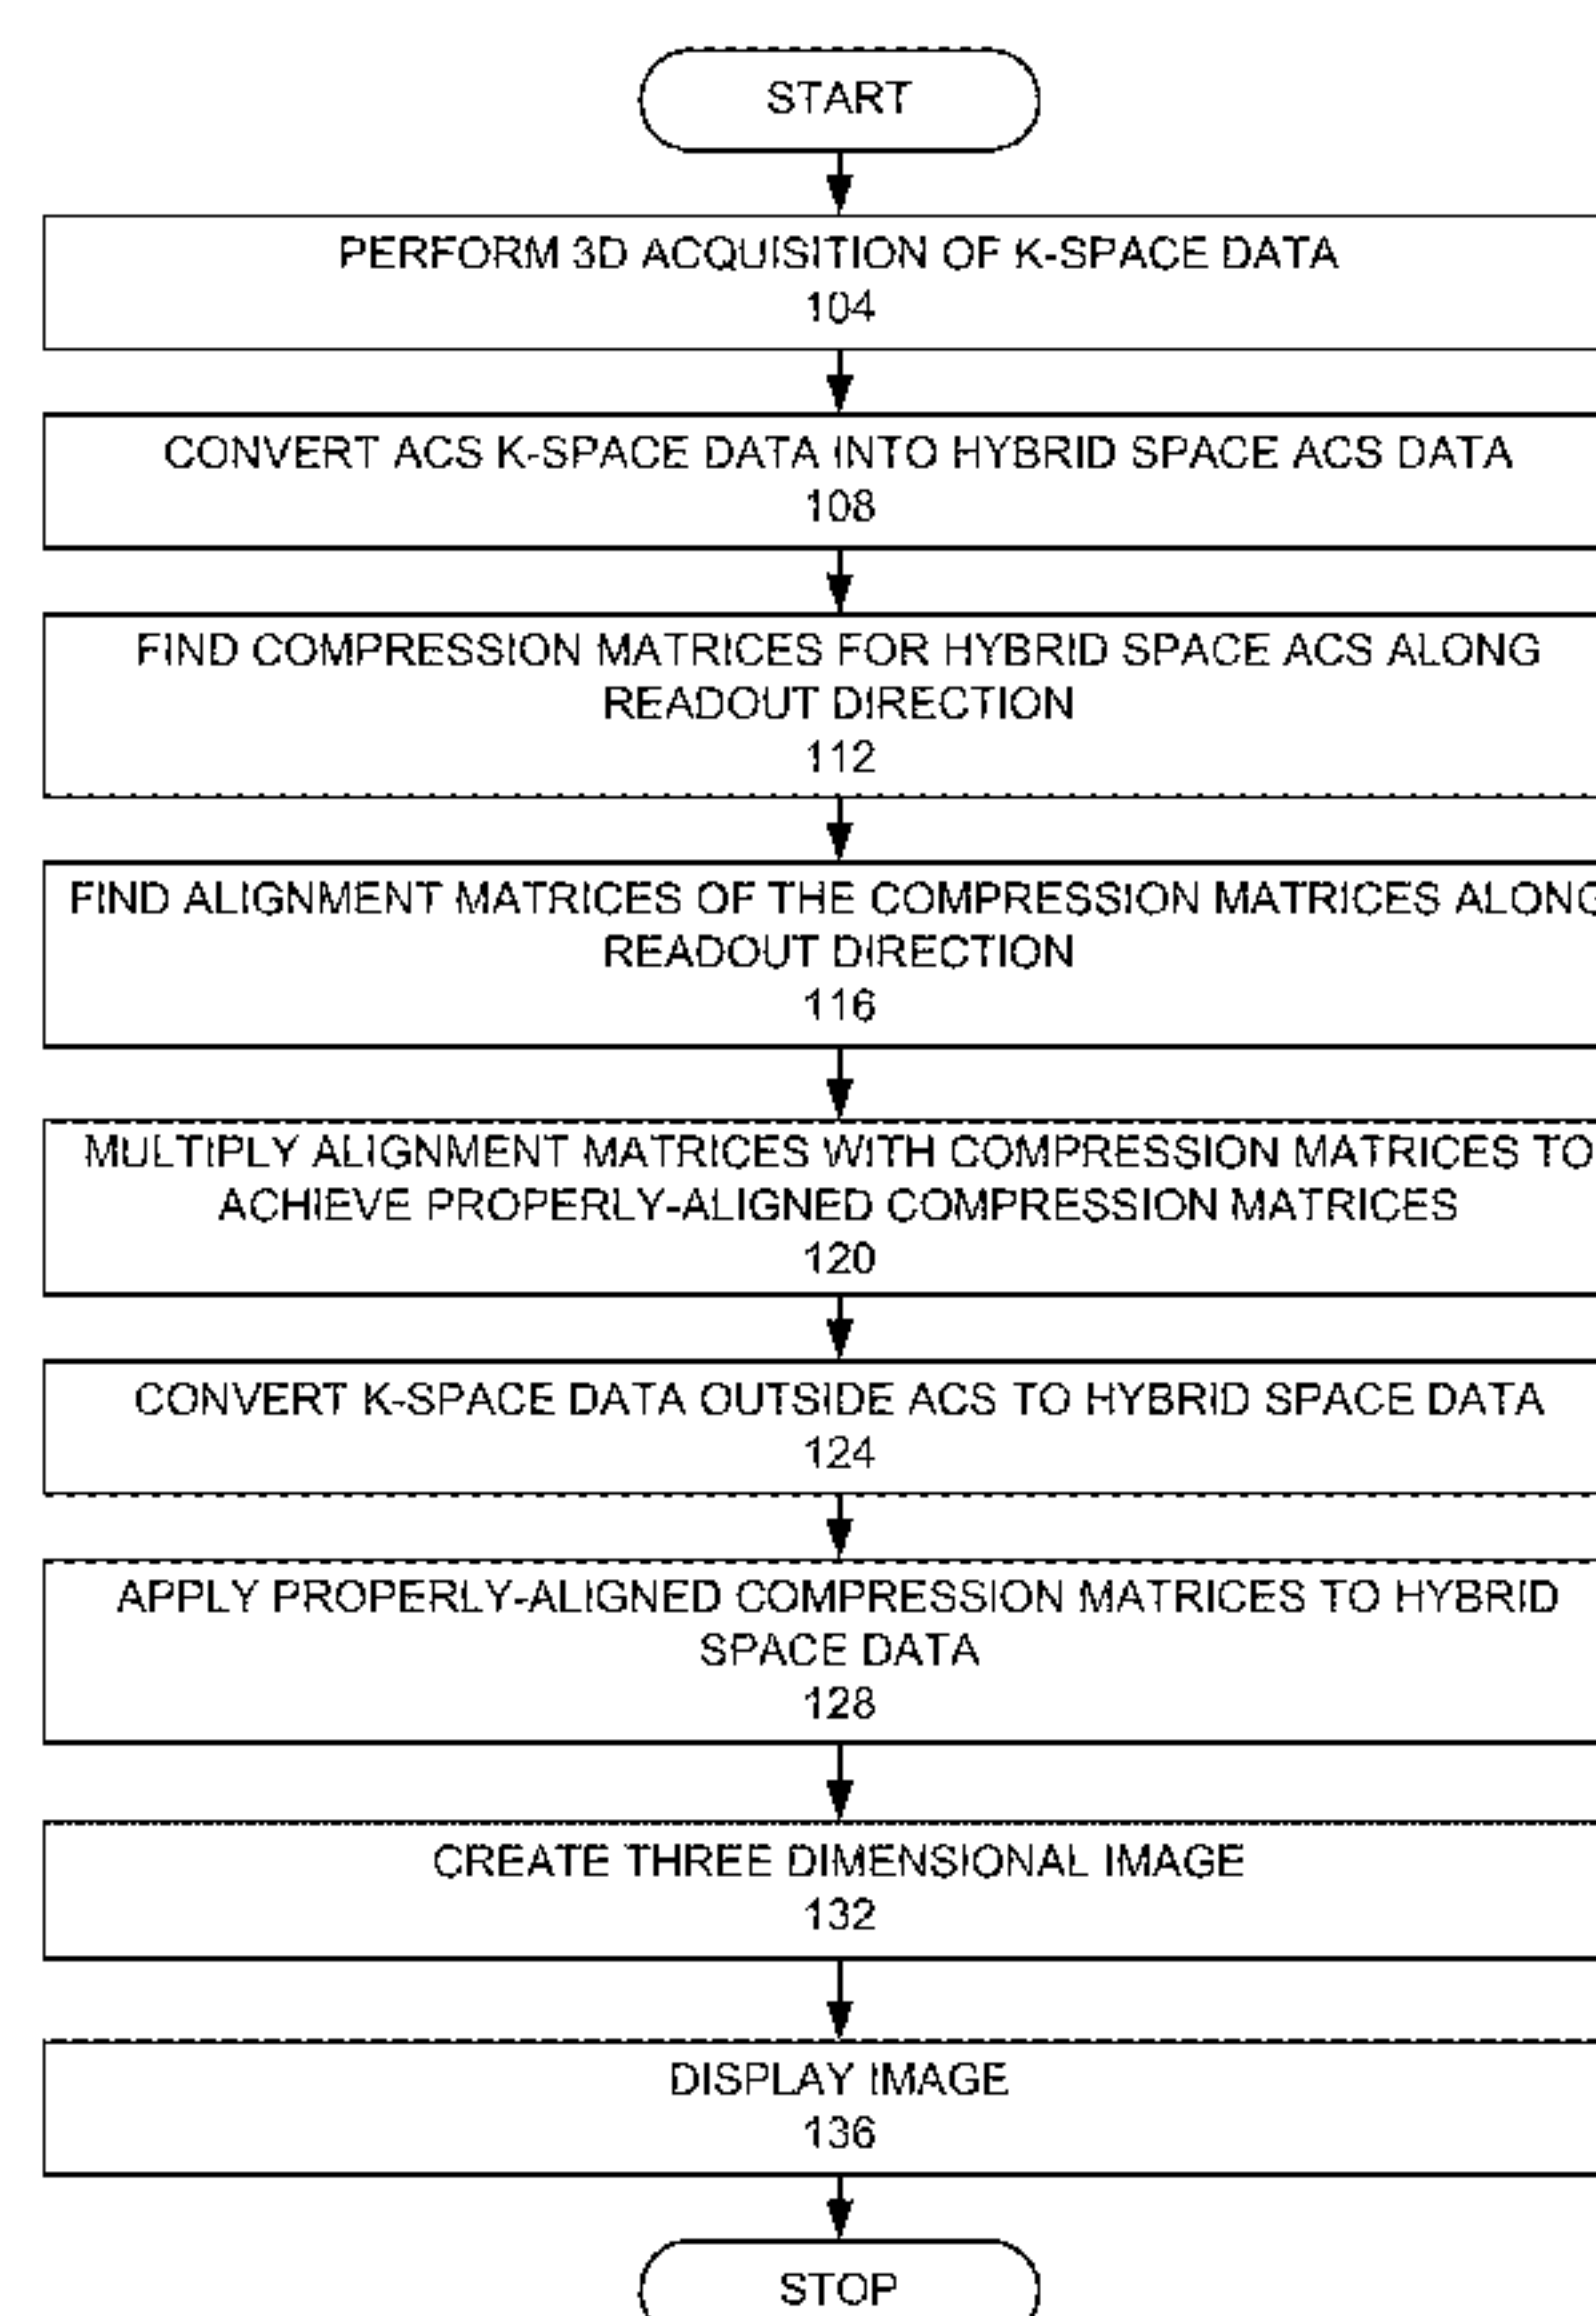 START
PERFORM 3D ACQUISITION OF K-SPACE DATA
104
CONVERT ACS K-SPACE DATA INTO HYBRID SPACE ACS DATA
108
FIND COMPRESSION MATRICES FOR HYBRID SPACE ACS ALONG
READOUT DIRECTION
112
FIND ALIGNMENT MATRICES OF THE COMPRESSION MATRICES ALONG
READOUT DIRECTION
116
MULTIPLY ALIGNMENT MATRICES WITH COMPRESSION MATRICES TO
ACHIEVE PROPERLY-ALIGNED COMPRESSION MATRICES
120
CONVERT K-SPACE DATA OUTSIDE ACS TO HYBRID SPACE DATA
124
APPLY PROPERLY-ALIGNED COMPRESSION MATRICES TO HYBRID
SPACE DATA
128
CREATE THREE DIMENSIONAL IMAGE
132
DISPLAY IMAGE
136
STOP